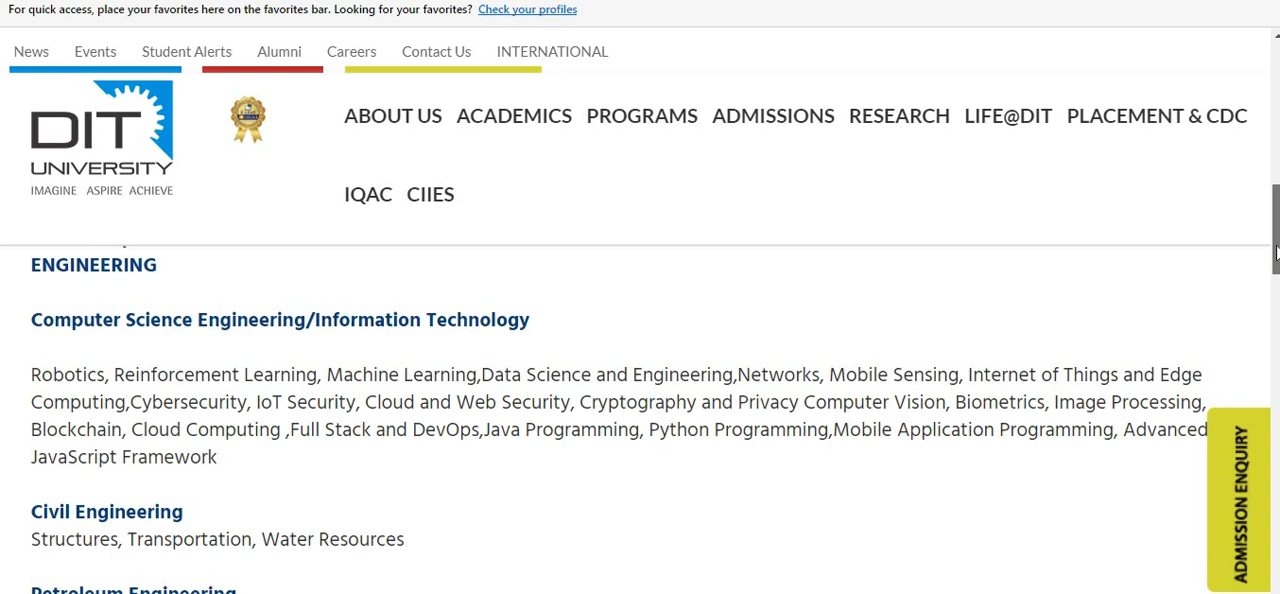 For quick access, place your favorites here on the favorites bar. Looking for your favorites? Check your profiles
News Events Student Alerts Alumni Careers Contact Us INTERNATIONAL
DIT
UNIVERSITY
IMAGINE ASPIRE ACHIEVE
ABOUT US ACADEMICS PROGRAMS ADMISSIONS RESEARCH LIFE@DIT PLACEMENT & CDC
IQAC CIIES
ENGINEERING
Computer Science Engineering/Information Technology
Robotics, Reinforcement Learning, Machine Learning,Data Science and Engineering,Networks, Mobile Sensing, Internet of Things and Edge
Computing,Cybersecurity, IoT Security, Cloud and Web Security, Cryptography and Privacy Computer Vision, Biometrics, Image Processing,
Blockchain, Cloud Computing ,Full Stack and DevOps,Java Programming, Python Programming,Mobile Application Programming, Advanced
JavaScript Framework
ADMISSION ENQUIRY
Civil Engineering
Structures, Transportation, Water Resources
Petroleum Engineering